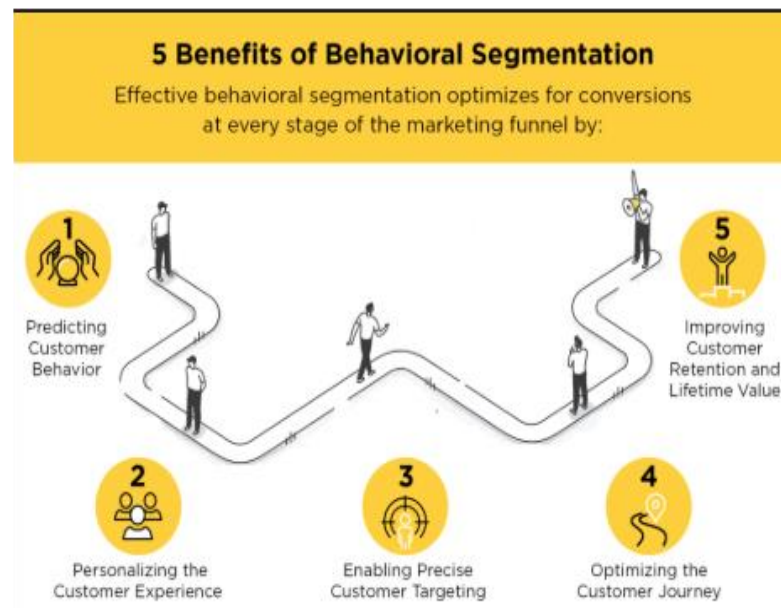 5 Benefits of Behavioral Segmentation
Effective behavioral segmentation optimizes for conversions
at every stage of the marketing funnel by:
1
Predicting
Customer
Behavior
2
Personalizing the
Customer Experience
3
Enabling Precise
Customer Targeting
4
Optimizing the
Customer Journey
5
Improving
Customer
Retention and
Lifetime Value